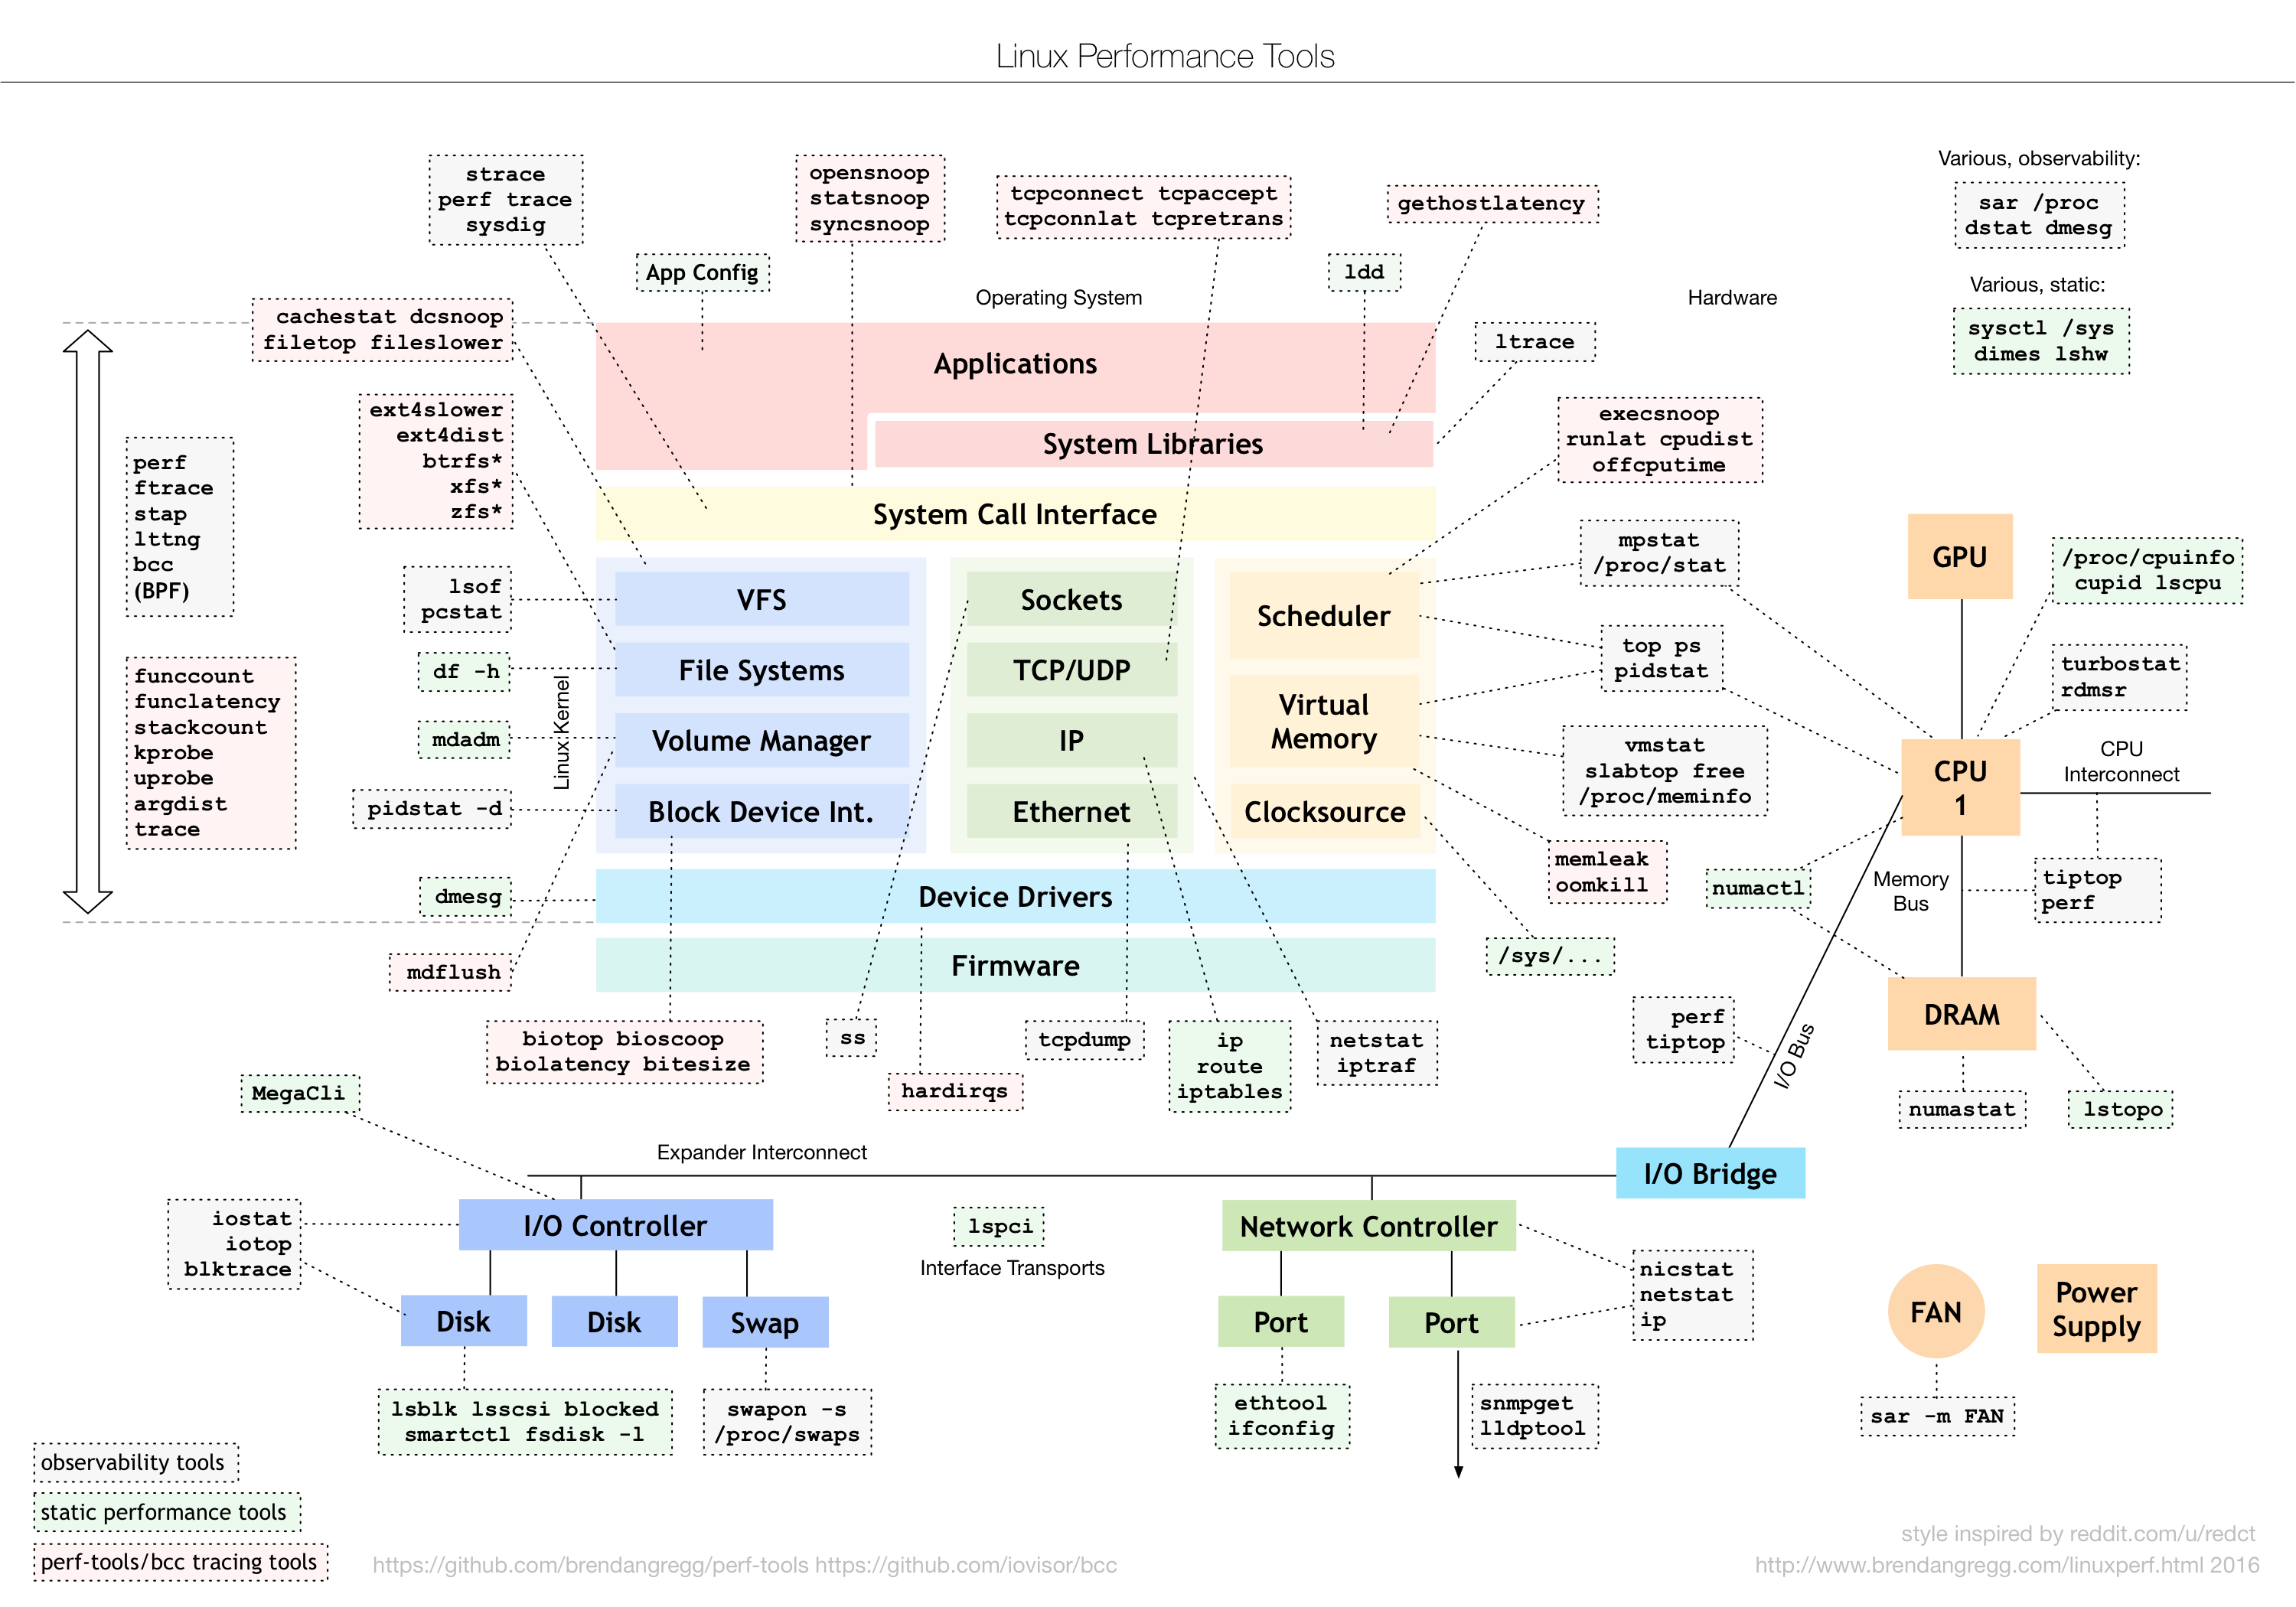 Linux Performance Tools
strace
perf trace
sysdig
opensnoop
statsnoop
syncsnoop
tcpconnect tcpaccept
tcpconnlat tcpretrans
gethostlatency
Various, observability:
sar /proc
dstat dmesg
App Config
ldd
Operating System
Hardware
Various, static:
sysctl /sys
dimes lshw
cachestat dcsnoop
filetop fileslower
ltrace
Applications
System Libraries
System Call Interface
ext4slower
ext4dist
btrfs*
xfs*
zfs*
execsnoop
runlat cpudist
offcputime
perf
ftrace
stap
lttng
bcc
(BPF)
funccount
funclatency
stackcount
kprobe
uprobe
argdist
trace
lsof
pcstat
df -h
mdadm
pidstat -d
dmesg
mdflush
Linux Kernel
VFS
File Systems
Volume Manager
Block Device Int.
Sockets
TCP/UDP
IP
Ethernet
Scheduler
Virtual
Memory
Clocksource
Device Drivers
Firmware
mpstat
/proc/stat
top ps
pidstat
vmstat
slabtop free
/proc/meminfo
memleak
oomkill
/sys/...
GPU
/proc/cpuinfo
cupid lscpu
turbostat
rdmsr
CPU
1
CPU
Interconnect
numactl
Memory
Bus
tiptop
perf
DRAM
perf
tiptop
I/O Bus
numastat
lstopo
biotop bioscoop
biolatency bitesize
ss
hardirqs
tcpdump
ip
route
iptables
netstat
iptraf
MegaCli
Expander Interconnect
I/O Bridge
iostat
iotop
blktrace
I/O Controller
lspci
Interface Transports
Network Controller
nicstat
netstat
ip
Disk
Disk
Swap
Port
Port
FAN
Power
Supply
lsblk lsscsi blocked
smartctl fsdisk -l
swapon -s
/proc/swaps
ethtool
ifconfig
snmpget
lldptool
sar -m FAN
observability tools
static performance tools
perf-tools/bcc tracing tools
https://github.com/brendangregg/perf-tools https://github.com/iovisor/bcc
style inspired by reddit.com/u/redct
http://www.brendangregg.com/linuxperf.html 2016